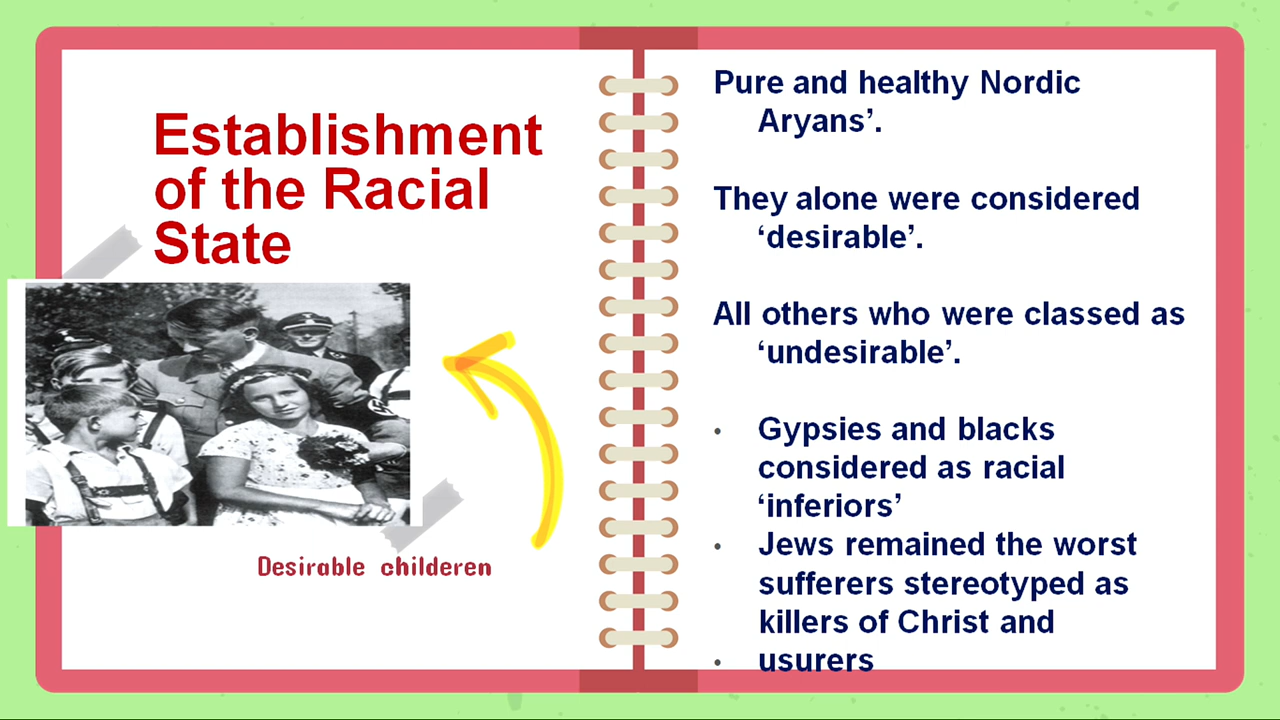 Establishment
of the Racial
State
Desirable childeren
Pure and healthy Nordic
Aryans’.
They alone were considered
‘desirable’.
All others who were classed as
‘undesirable’.
• Gypsies and blacks
considered as racial
‘inferiors’
• Jews remained the worst
sufferers stereotyped as
killers of Christ and
• usurers